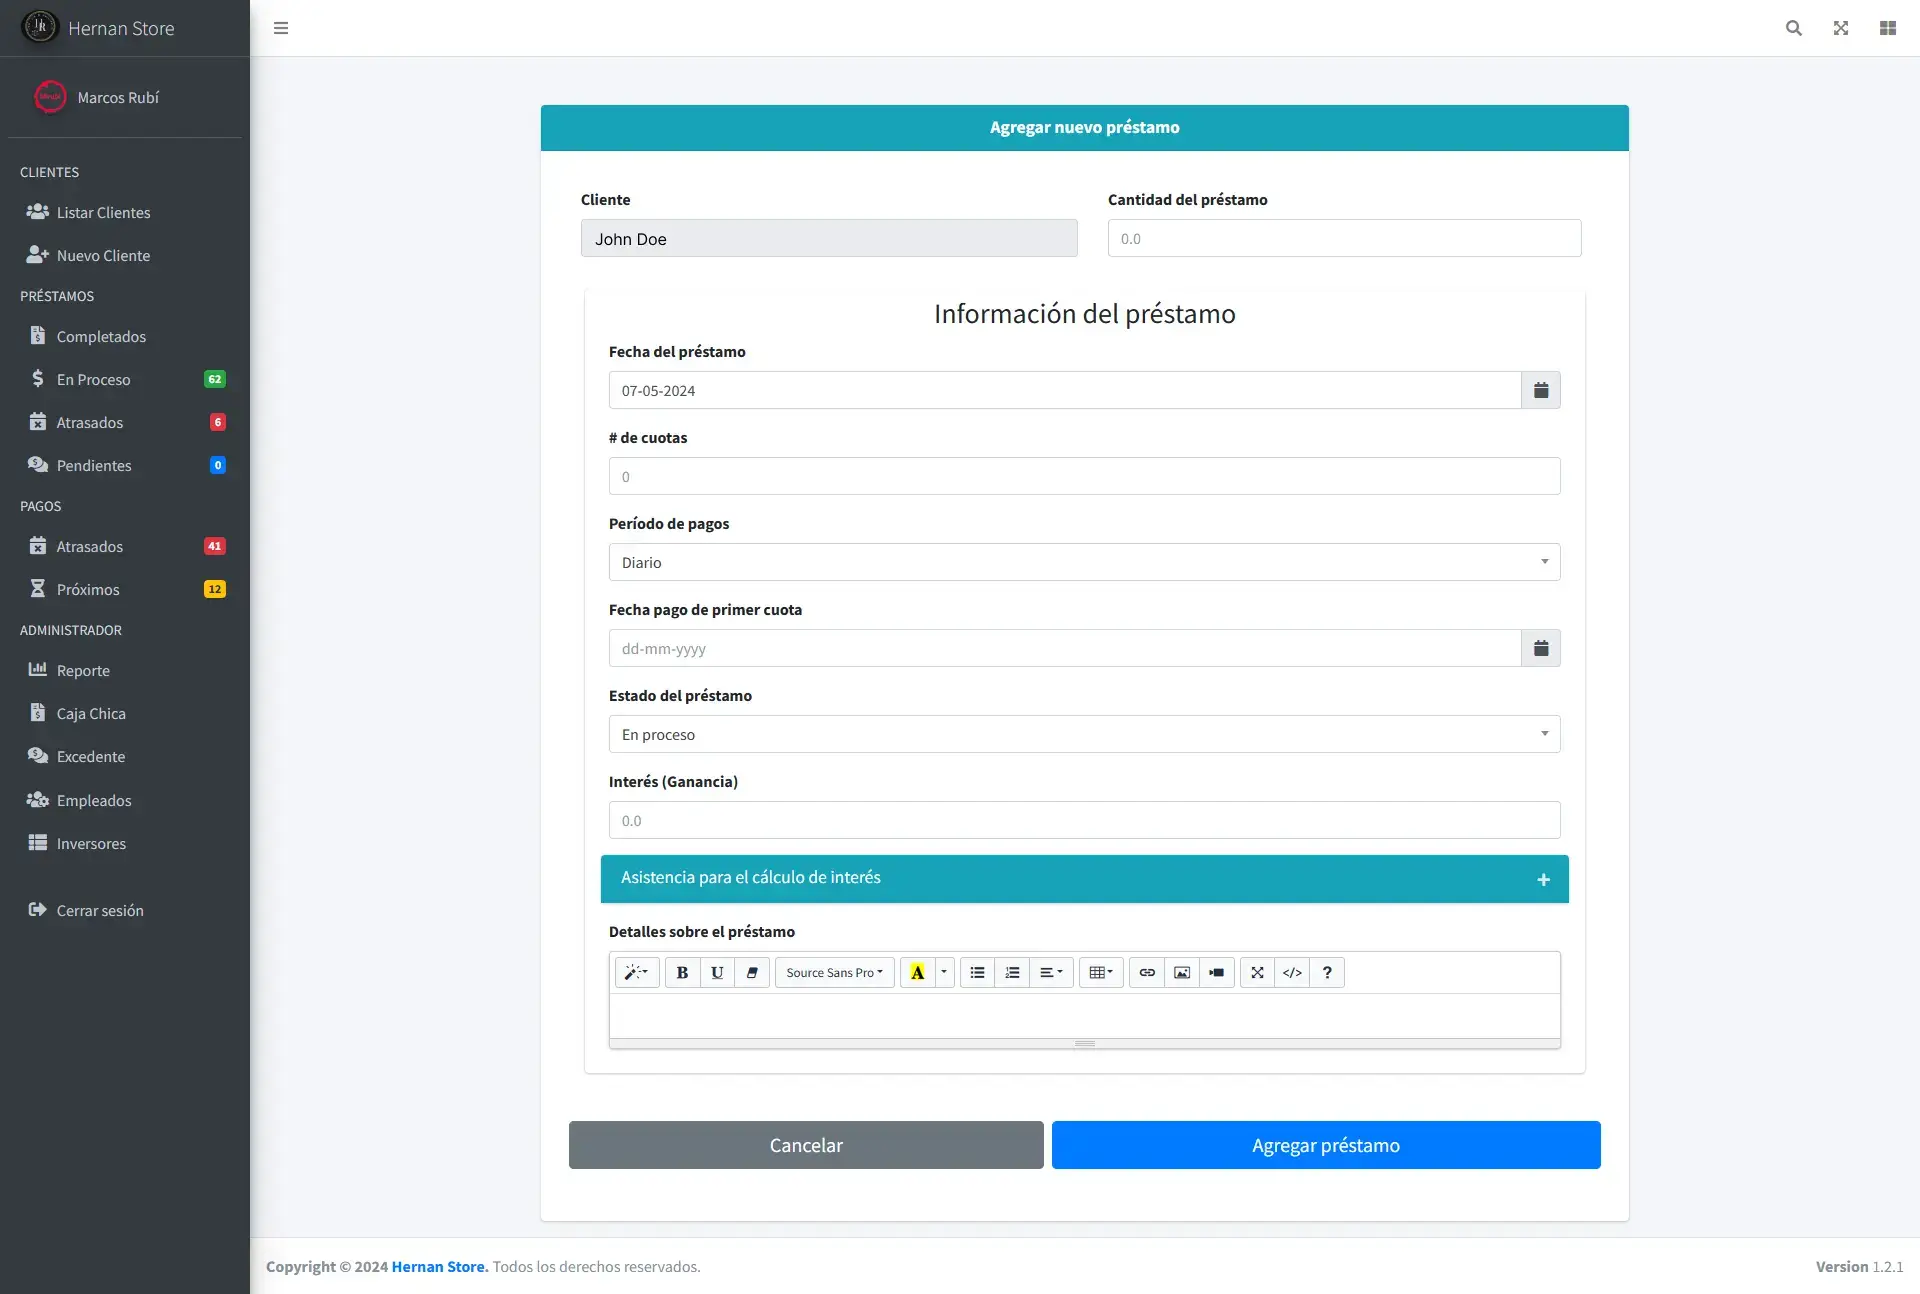 Hernan Store
Marcos Rubí
CLIENTES
Listar Clientes
Nuevo Cliente
PRÉSTAMOS
Completados
En Proceso 62
Atrasados 6
Pendientes 0
PAGOS
Atrasados 41
Próximos 12
ADMINISTRADOR
Reporte
Caja Chica
Excedente
Empleados
Inversores
Cerrar sesión
Agregar nuevo préstamo
Cliente
John Doe
Cantidad del préstamo
0.0
Información del préstamo
Fecha del préstamo
07-05-2024
# de cuotas
0
Período de pagos
Diario
Fecha pago de primer cuota
dd-mm-yyyy
Estado del préstamo
En proceso
Interés (Ganancia)
0.0
Asistencia para el cálculo de interés
Detalles sobre el préstamo
B U Source Sans Pro A </> ?
Cancelar
Agregar préstamo
Copyright © 2024 Hernan Store. Todos los derechos reservados.
Version 1.2.1